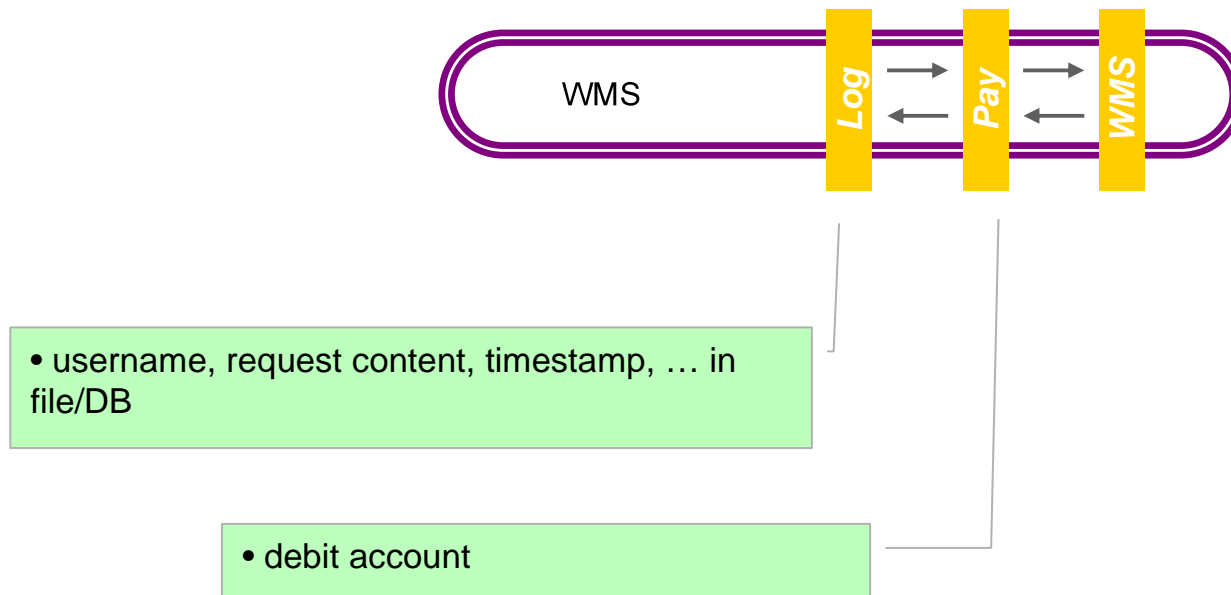 WMS
Log
Pay
WMS
• username, request content, timestamp, … in
file/DB
• debit account